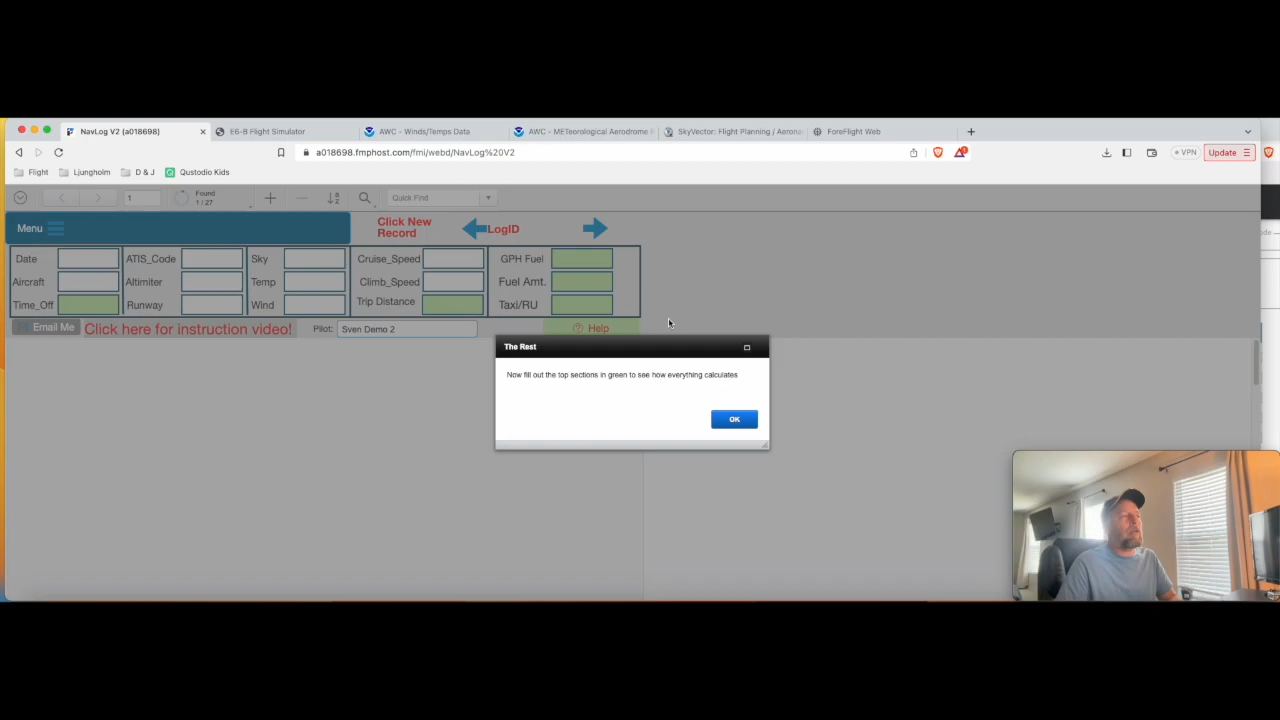 NavLog V2 (a018698)
E6-B Flight Simulator
AWC - Winds/Temps Data
AWC - METeorological Aerodrome
SkyVector: Flight Planning / Aerona
ForeFlight Web
a018698.fmphost.com/fmi/webd/NavLog%20V2
VPN
Update
Flight
Ljungholm
D & J
Qustodio Kids
1
Found
1 / 27
Quick Find
Menu
Click New
Record
LogID
Date
ATIS_Code
Sky
Cruise_Speed
GPH Fuel
Aircraft
Altimiter
Temp
Climb_Speed
Fuel Amt.
Time_Off
Runway
Wind
Trip Distance
Taxi/RU
Email Me
Click here for instruction video!
Pilot:
Sven Demo 2
Help
The Rest
Now fill out the top sections in green to see how everything calculates
OK